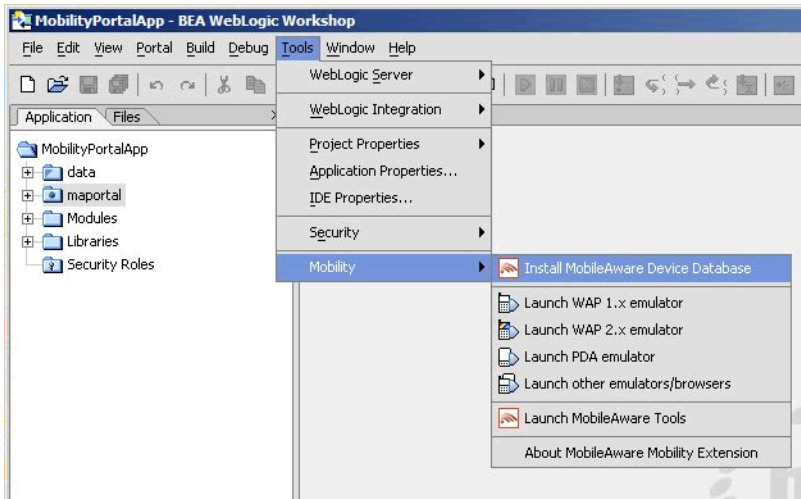 MobilityPortalApp - BEA WebLogic Workshop
File Edit View Portal Build Debug Tools Window Help
Application Files
MobilityPortalApp
data
maportal
Modules
Libraries
Security Roles
WebLogic Server
WebLogic Integration
Project Properties
Application Properties...
IDE Properties...
Security
Mobility
Install MobileAware Device Database
Launch WAP 1.x emulator
Launch WAP 2.x emulator
Launch PDA emulator
Launch other emulators/browsers
Launch MobileAware Tools
About MobileAware Mobility Extension